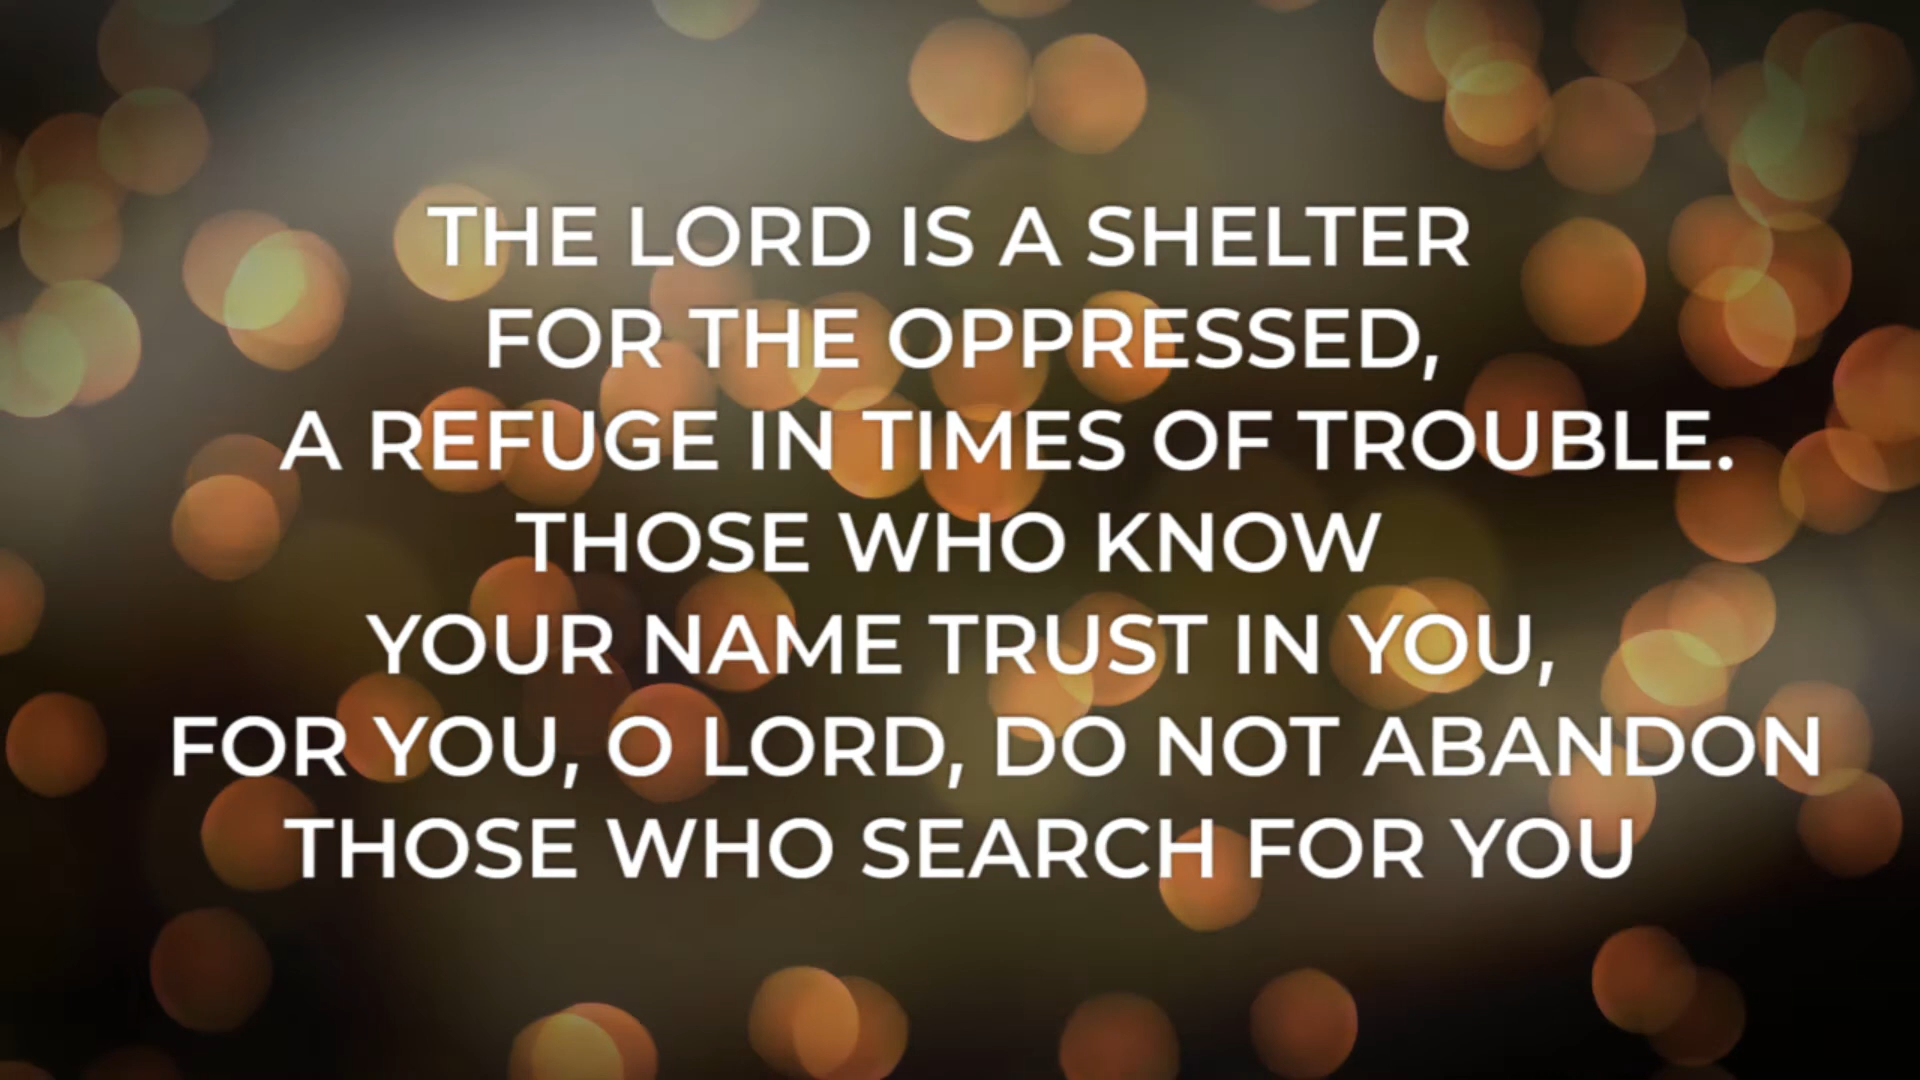 THE LORD IS A SHELTER
FOR THE OPPRESSED,
A REFUGE IN TIMES OF TROUBLE.
THOSE WHO KNOW
YOUR NAME TRUST IN YOU,
FOR YOU, O LORD, DO NOT ABANDON
THOSE WHO SEARCH FOR YOU